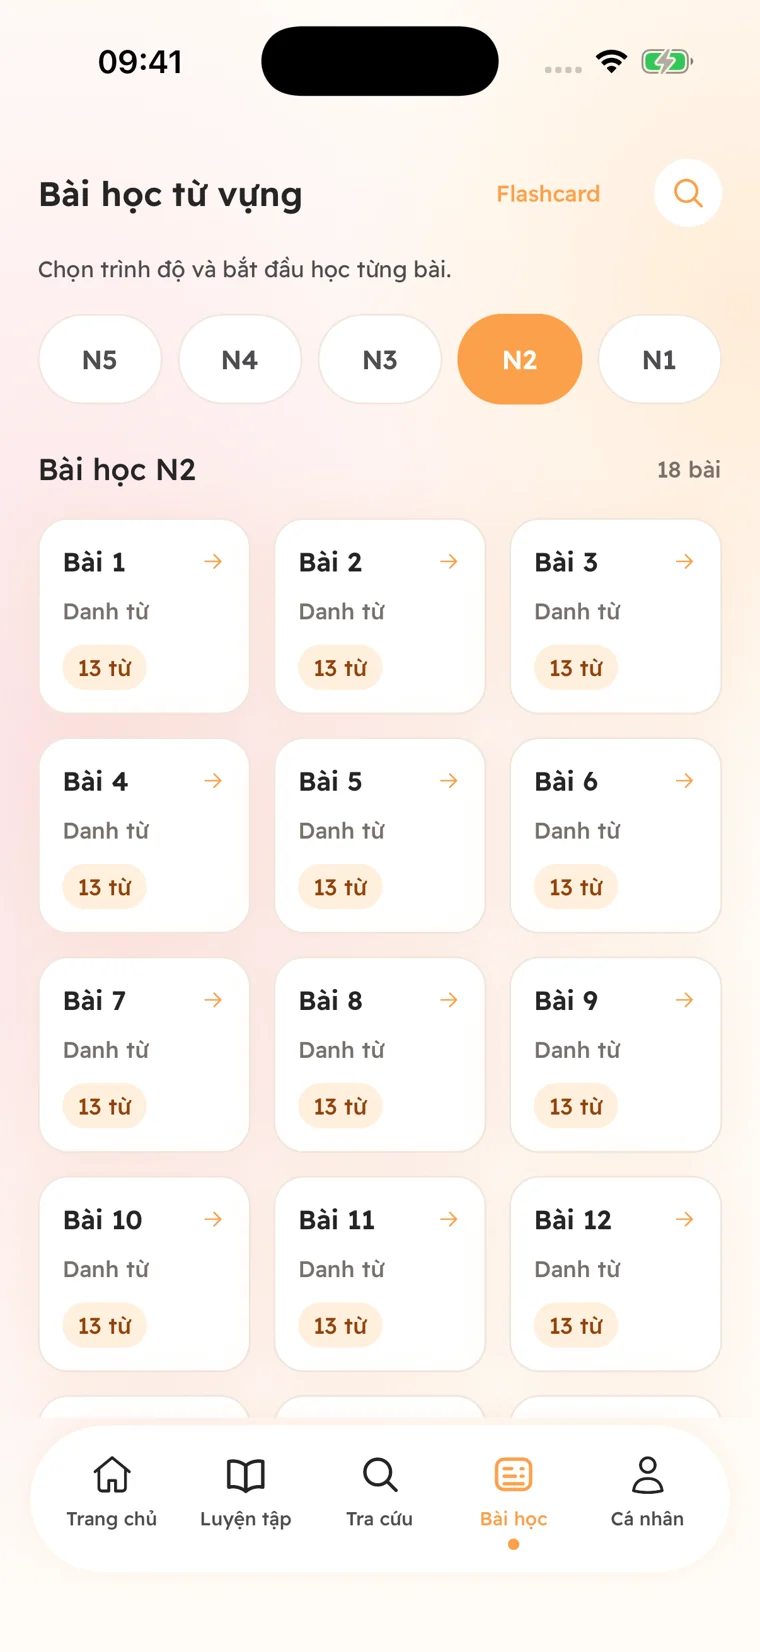 09:41
Bài học từ vựng
Flashcard
Chọn trình độ và bắt đầu học từng bài.
N5 N4 N3 N2 N1
Bài học N2
18 bài
Bài 1 → Bài 2 → Bài 3 →
Danh từ Danh từ Danh từ
13 từ 13 từ 13 từ
Bài 4 → Bài 5 → Bài 6 →
Danh từ Danh từ Danh từ
13 từ 13 từ 13 từ
Bài 7 → Bài 8 → Bài 9 →
Danh từ Danh từ Danh từ
13 từ 13 từ 13 từ
Bài 10 → Bài 11 → Bài 12 →
Danh từ Danh từ Danh từ
13 từ 13 từ 13 từ
Trang chủ Luyện tập Tra cứu Bài học Cá nhân